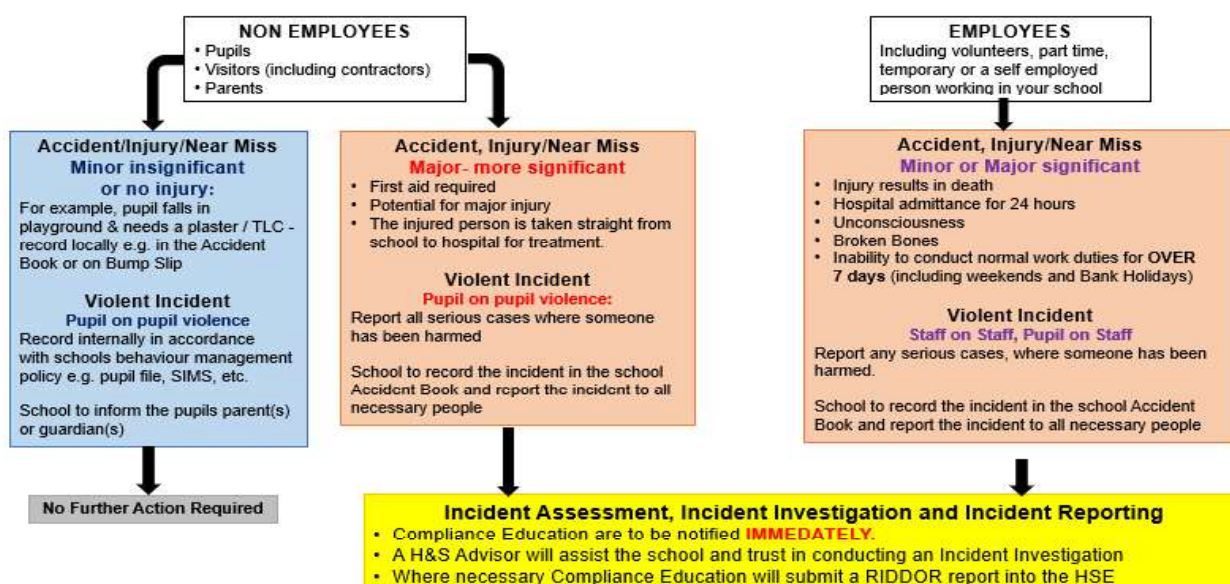 NON EMPLOYEES
• Pupils
• Visitors (including contractors)
• Parents
EMPLOYEES
Including volunteers, part time,
temporary or a self employed
person working in your school
Accident/Injury/Near Miss
Minor insignificant
or no injury:
For example, pupil falls in
playground & needs a plaster / TLC -
record locally e.g. in the Accident
Book or on Bump Slip
Violent Incident
Pupil on pupil violence
Record internally in accordance
with schools behaviour management
policy e.g. pupil file, SIMS, etc.
School to inform the pupils parent(s)
or guardian(s)
Accident, Injury/Near Miss
Major- more significant
• First aid required
• Potential for major injury
• The injured person is taken straight from
school to hospital for treatment.
Violent Incident
Pupil on pupil violence:
Report all serious cases where someone
has been harmed
School to record the incident in the school
Accident Book and report the incident to all
necessary people
Accident, Injury/Near Miss
Minor or Major significant
• Injury results in death
• Hospital admittance for 24 hours
• Unconsciousness
• Broken Bones
• Inability to conduct normal work duties for OVER
7 days (including weekends and Bank Holidays)
Violent Incident
Staff on Staff, Pupil on Staff
Report any serious cases, where someone has been
harmed.
School to record the incident in the school Accident
Book and report the incident to all necessary people
No Further Action Required
Incident Assessment, Incident Investigation and Incident Reporting
• Compliance Education are to be notified IMMEDATELY.
• A H&S Advisor will assist the school and trust in conducting an Incident Investigation
• Where necessary Compliance Education will submit a RIDDOR report into the HSE